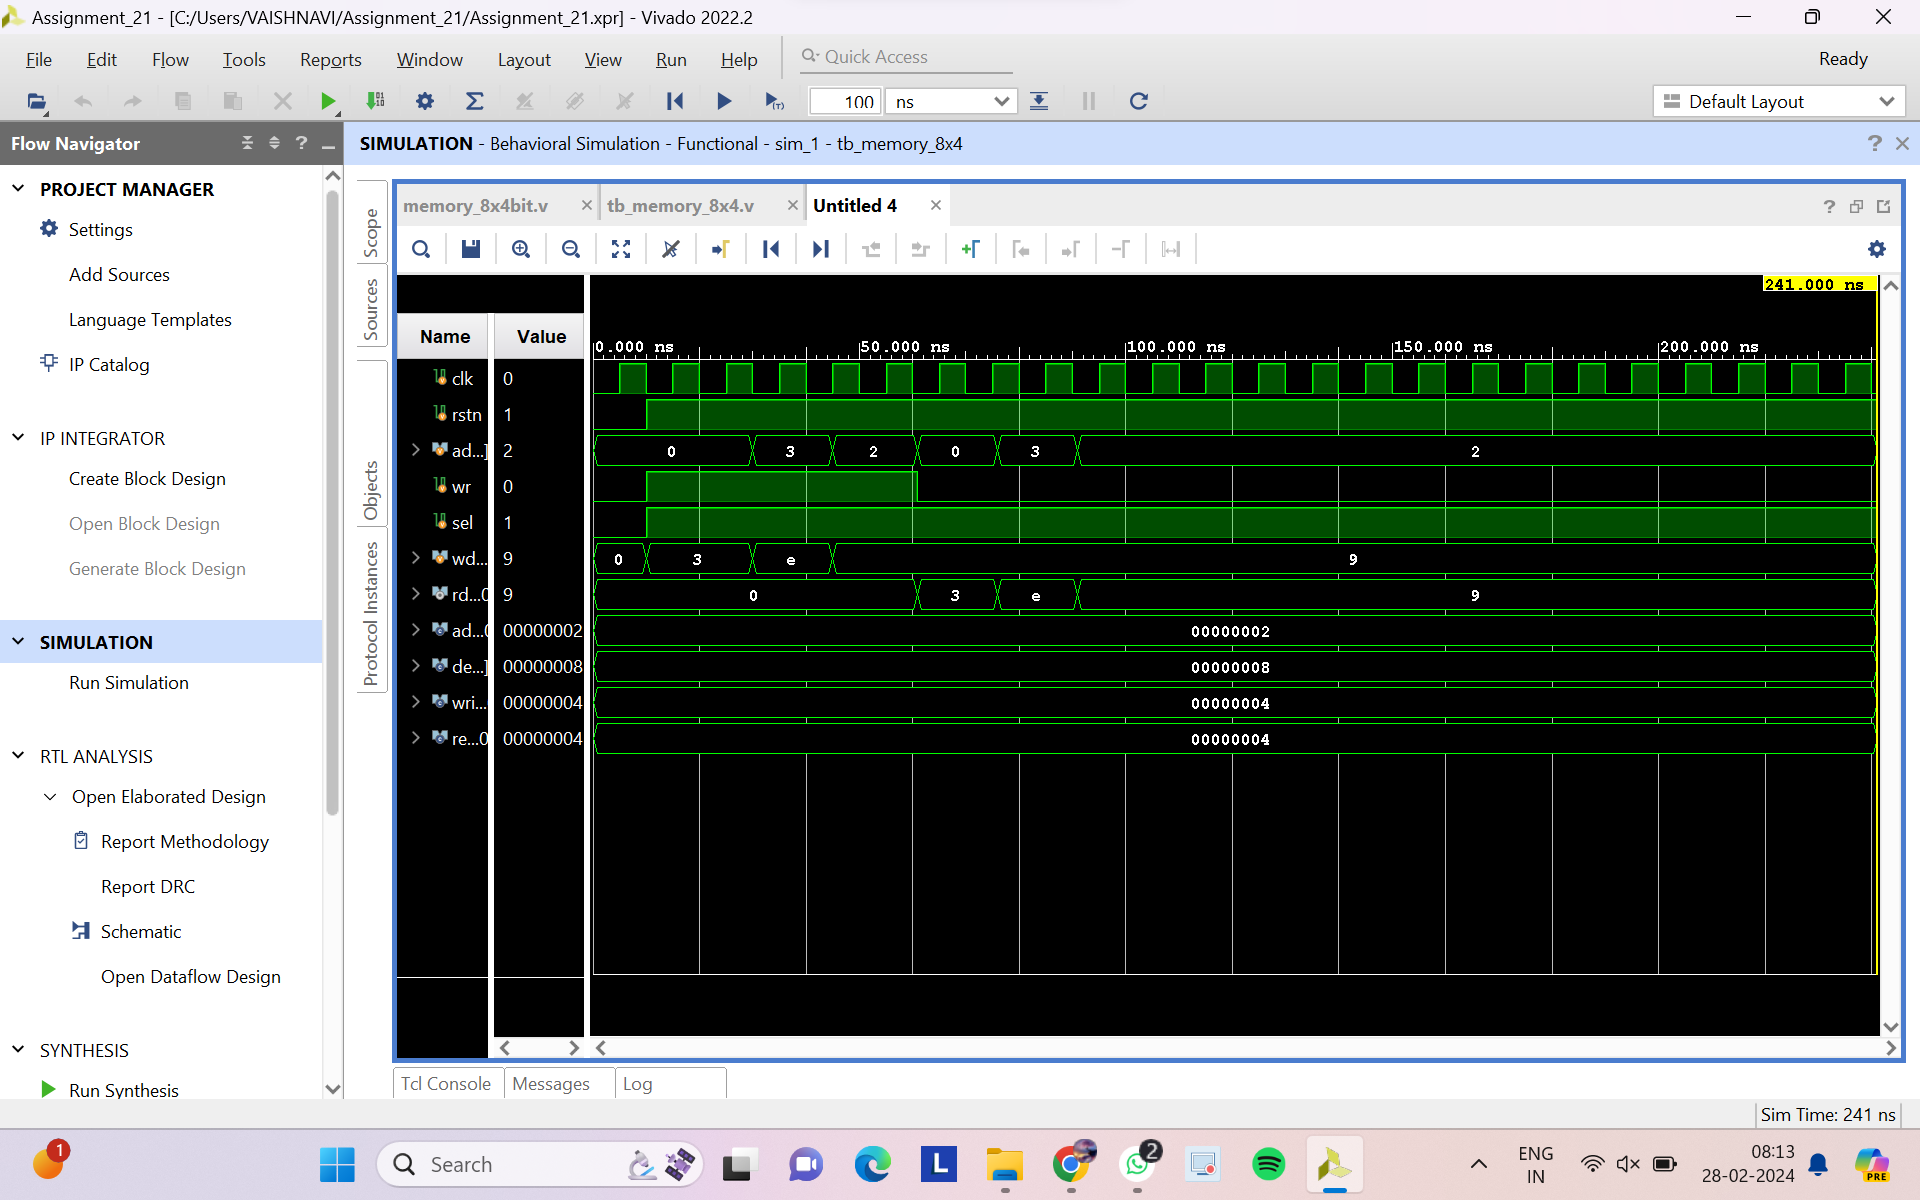 Assignment_21 - [C:/Users/VAISHNAVI/Assignment_21/Assignment_21.xpr] - Vivado 2022.2
File Edit Flow Tools Reports Window Layout View Run Help Quick Access Ready
100 ns Default Layout
Flow Navigator
SIMULATION - Behavioral Simulation - Functional - sim_1 - tb_memory_8x4
PROJECT MANAGER
Settings
Add Sources
Language Templates
IP Catalog
IP INTEGRATOR
Create Block Design
Open Block Design
Generate Block Design
SIMULATION
Run Simulation
RTL ANALYSIS
Open Elaborated Design
Report Methodology
Report DRC
Schematic
Open Dataflow Design
SYNTHESIS
Run Synthesis
Scope
Sources
Objects
Protocol Instances
memory_8x4bit.v tb_memory_8x4.v Untitled 4
241.000 ns
Name Value
0.000 ns 50.000 ns 100.000 ns 150.000 ns 200.000 ns
clk 0
rstn 1
ad...] 2 0 3 2 0 3 2
wr 0
sel 1
wd... 9 0 3 e 9
rd...0 9 0 3 e 9
ad...0 00000002 00000002
de...] 00000008 00000008
wri... 00000004 00000004
re...0 00000004 00000004
Tcl Console Messages Log
Sim Time: 241 ns
1
Search
L
2
ENG
IN
08:13
28-02-2024
PRE